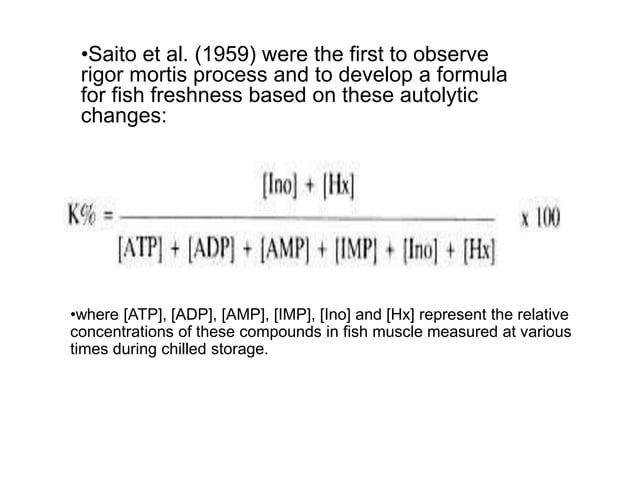 •Saito et al. (1959) were the first to observe
rigor mortis process and to develop a formula
for fish freshness based on these autolytic
changes:
[Ino] + [Hx]
K% = x 100
[ATP] + [ADP] + [AMP] + [IMP] + [Ino] + [Hx]
•where [ATP], [ADP], [AMP], [IMP], [Ino] and [Hx] represent the relative
concentrations of these compounds in fish muscle measured at various
times during chilled storage.